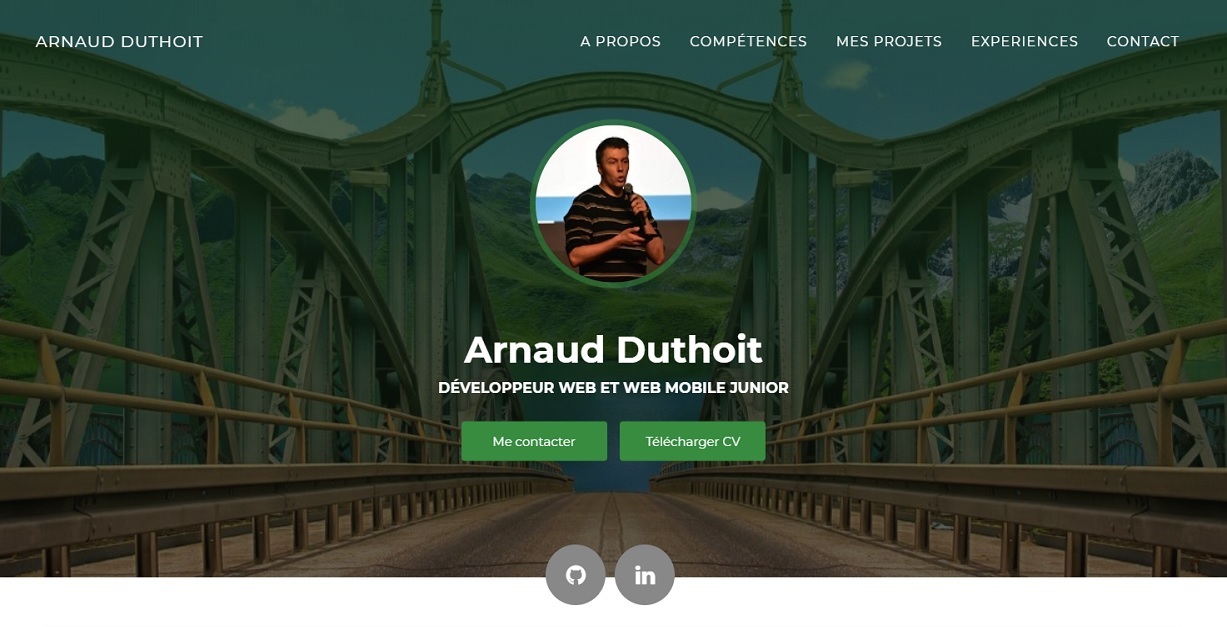 ARNAUD DUTHOIT
A PROPOS COMPÉTENCES MES PROJETS EXPERIENCES CONTACT
Arnaud Duthoit
DÉVELOPPEUR WEB ET WEB MOBILE JUNIOR
Me contacter
Télécharger CV
in